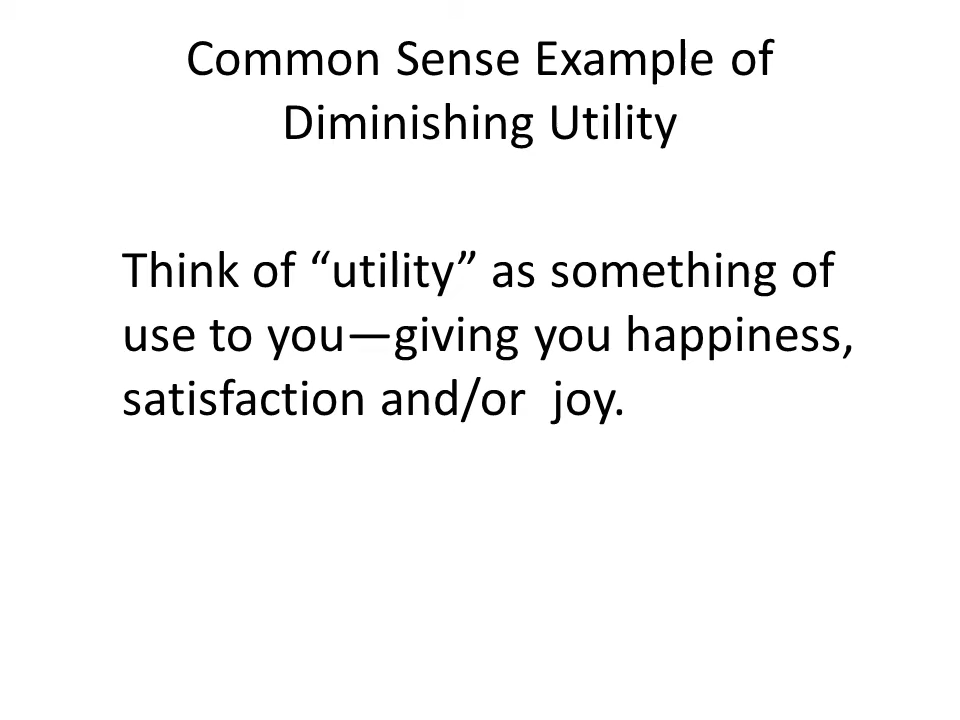 Common Sense Example of
Diminishing Utility
Think of “utility” as something of
use to you—giving you happiness,
satisfaction and/or  joy.